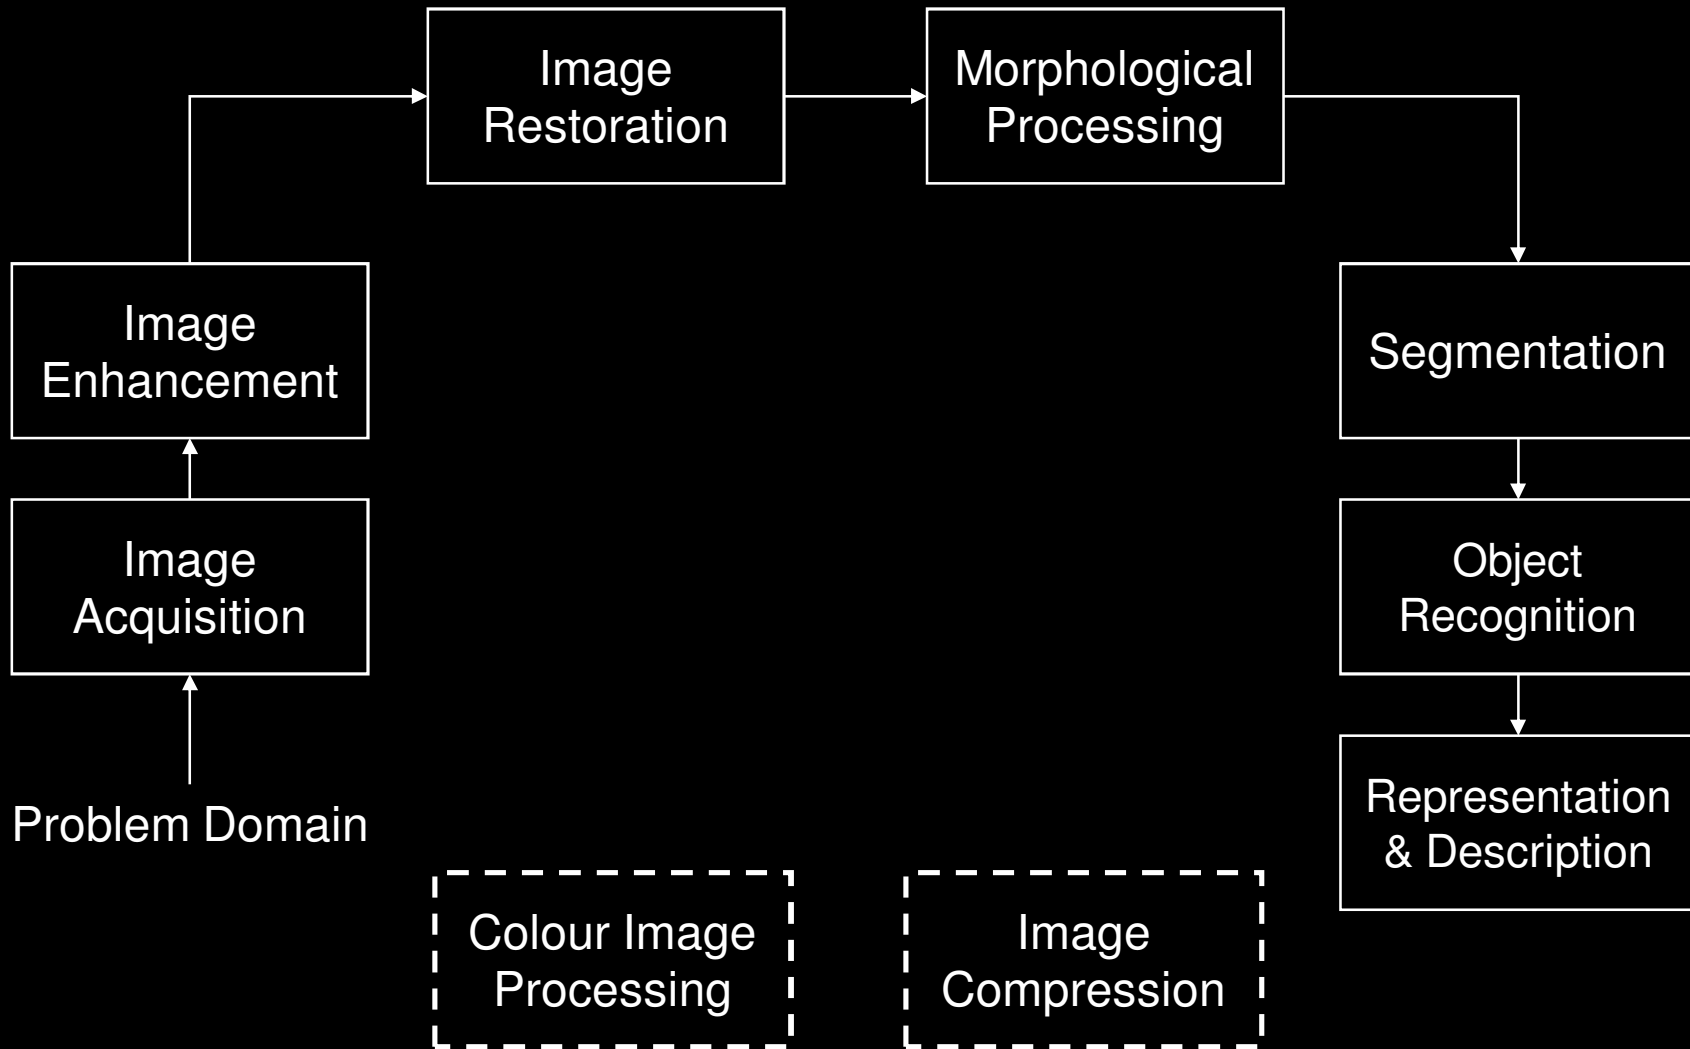 Image
Restoration
Morphological
Processing
Image
Enhancement
Segmentation
Image
Acquisition
Object
Recognition
Problem Domain
Representation
& Description
Colour Image
Processing
Image
Compression